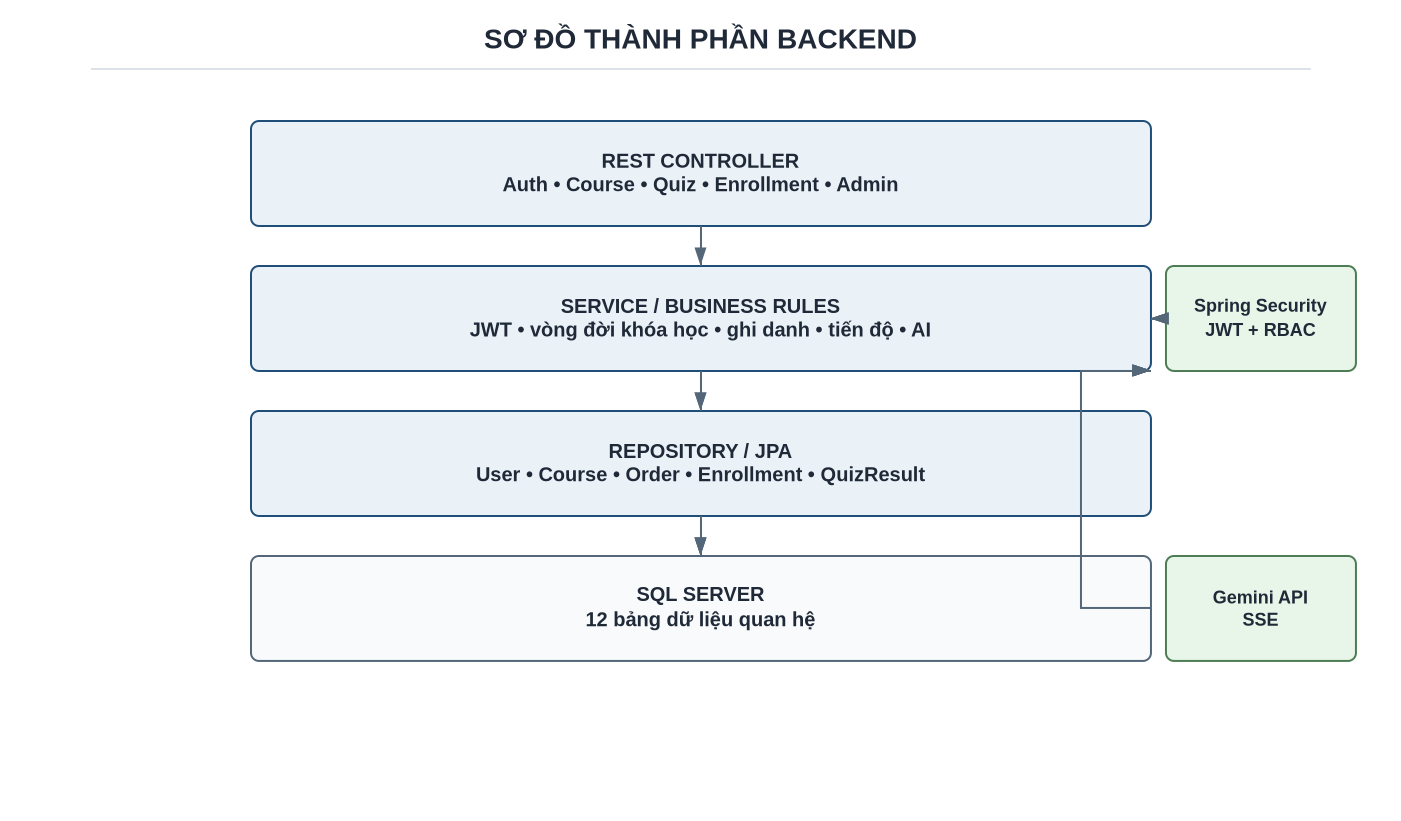 SƠ ĐỒ THÀNH PHẦN BACKEND
REST CONTROLLER
Auth • Course • Quiz • Enrollment • Admin
SERVICE / BUSINESS RULES
JWT • vòng đời khóa học • ghi danh • tiến độ • AI
Spring Security
JWT + RBAC
REPOSITORY / JPA
User • Course • Order • Enrollment • QuizResult
SQL SERVER
12 bảng dữ liệu quan hệ
Gemini API
SSE